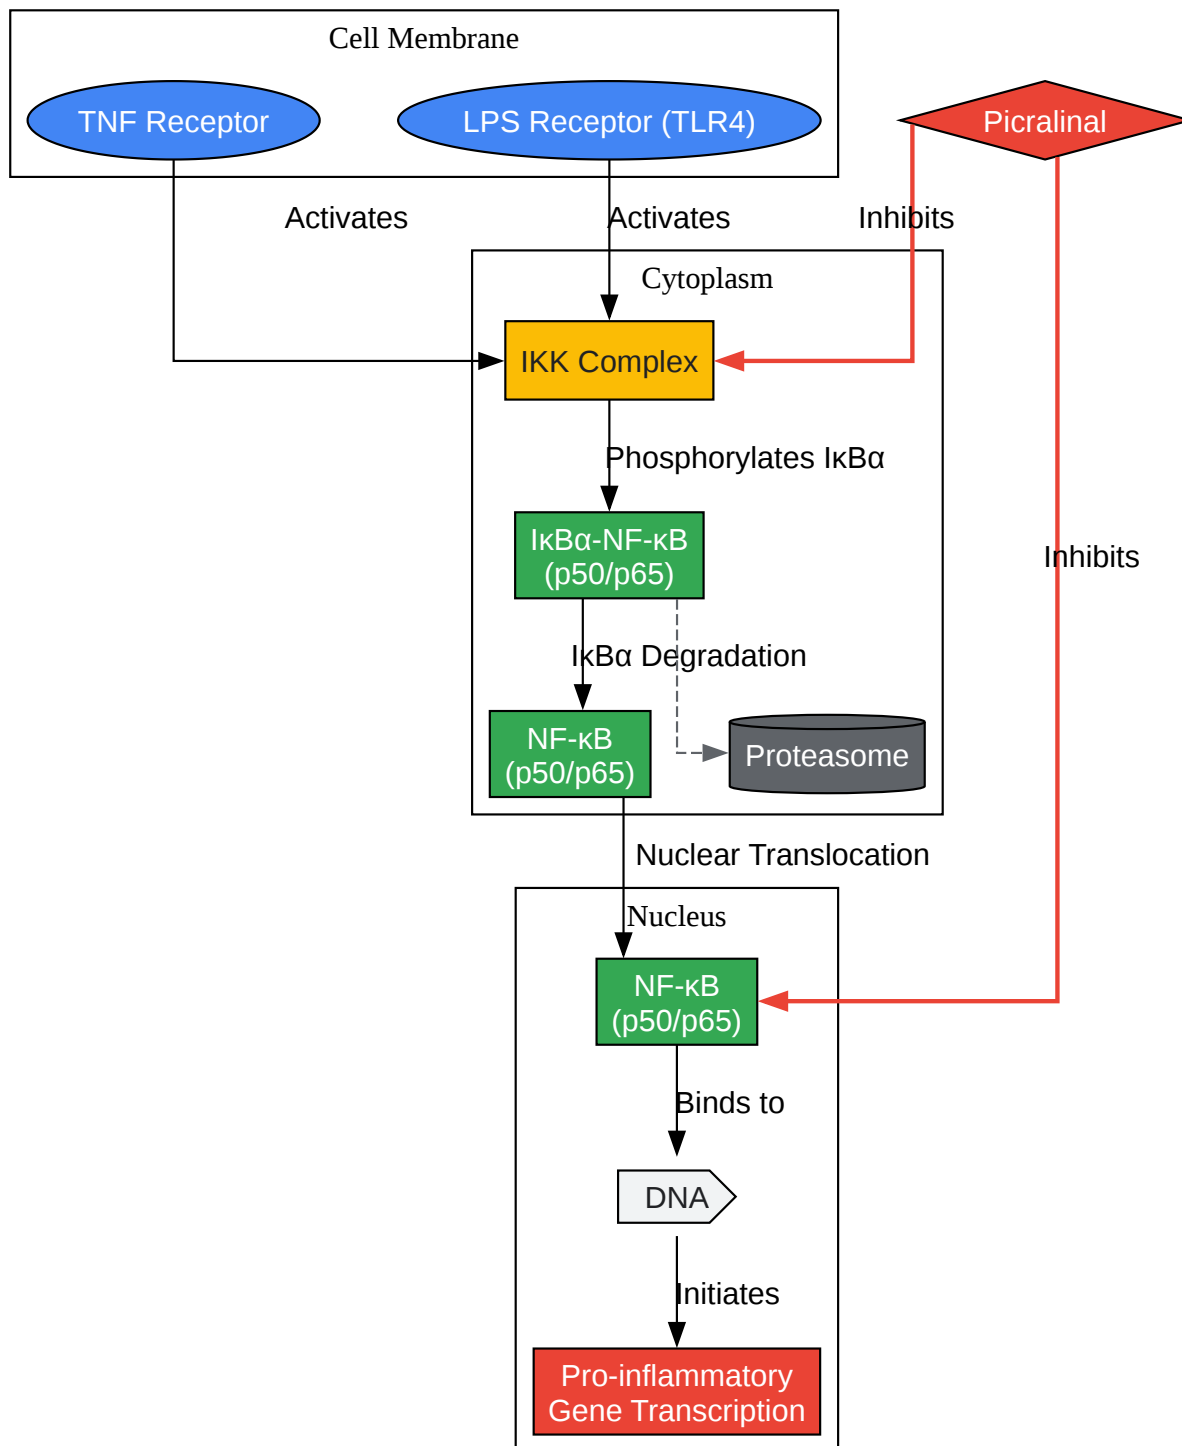 Cell Membrane
TNF Receptor
LPS Receptor (TLR4)
Picralinal
Activates
Activates
Inhibits
Cytoplasm
IKK Complex
Phosphorylates IκBα
IκBα-NF-κB
(p50/p65)
Inhibits
IκBα Degradation
NF-κB
(p50/p65)
Proteasome
Nuclear Translocation
Nucleus
NF-κB
(p50/p65)
Binds to
DNA
Initiates
Pro-inflammatory
Gene Transcription